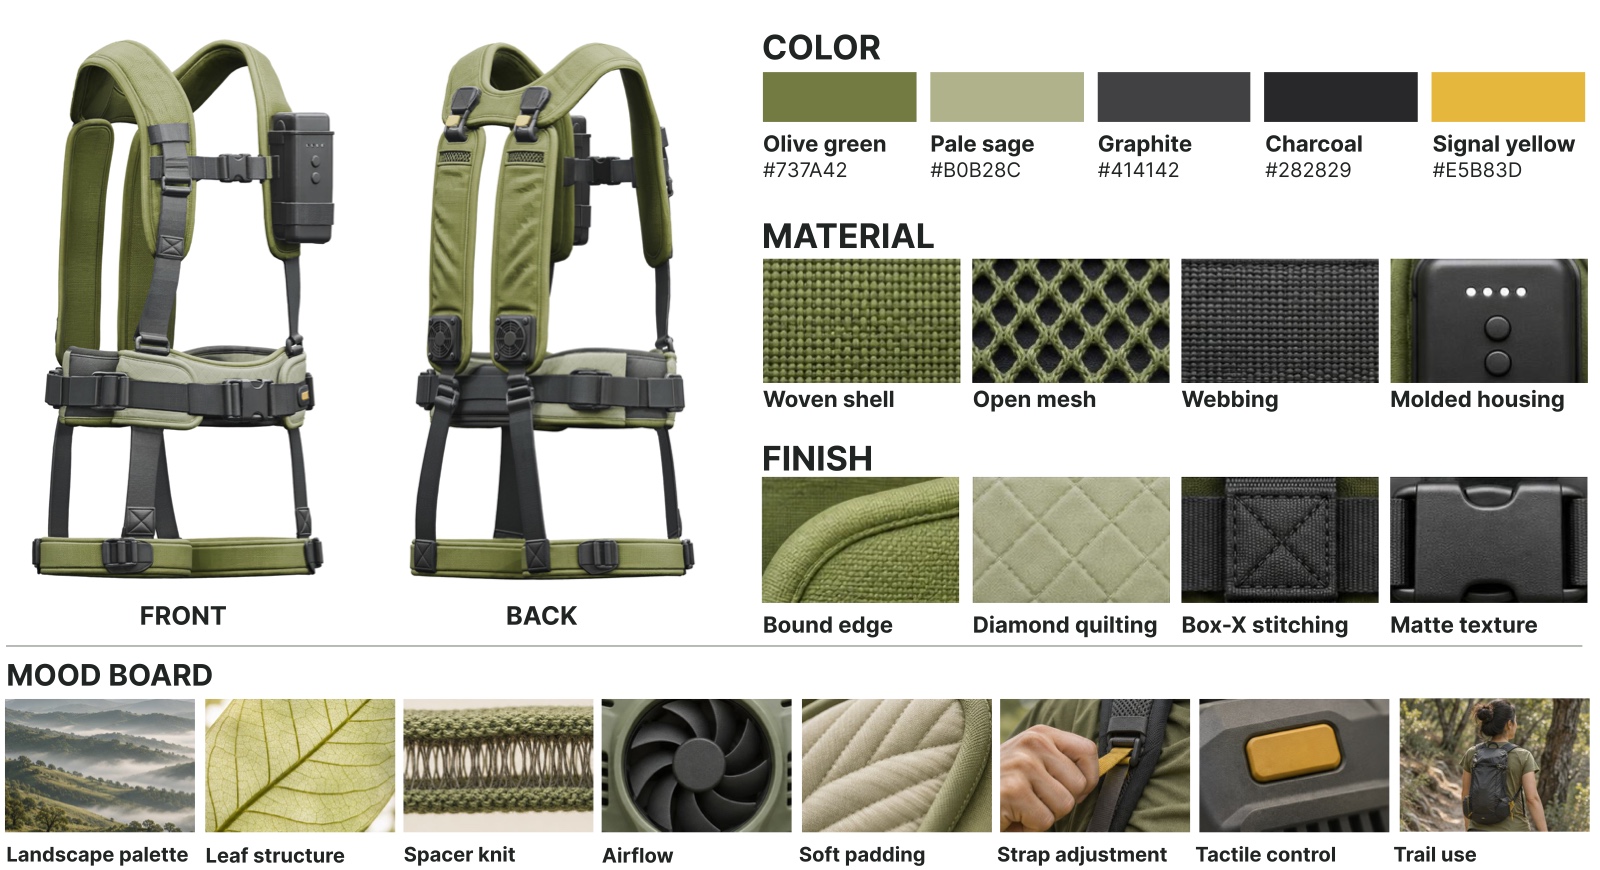 COLOR
Olive green
#737A42
Pale sage
#B0B28C
Graphite
#414142
Charcoal
#282829
Signal yellow
#E5B83D
MATERIAL
Woven shell
Open mesh
Webbing
Molded housing
FINISH
Bound edge
Diamond quilting
Box-X stitching
Matte texture
FRONT
BACK
MOOD BOARD
Landscape palette
Leaf structure
Spacer knit
Airflow
Soft padding
Strap adjustment
Tactile control
Trail use